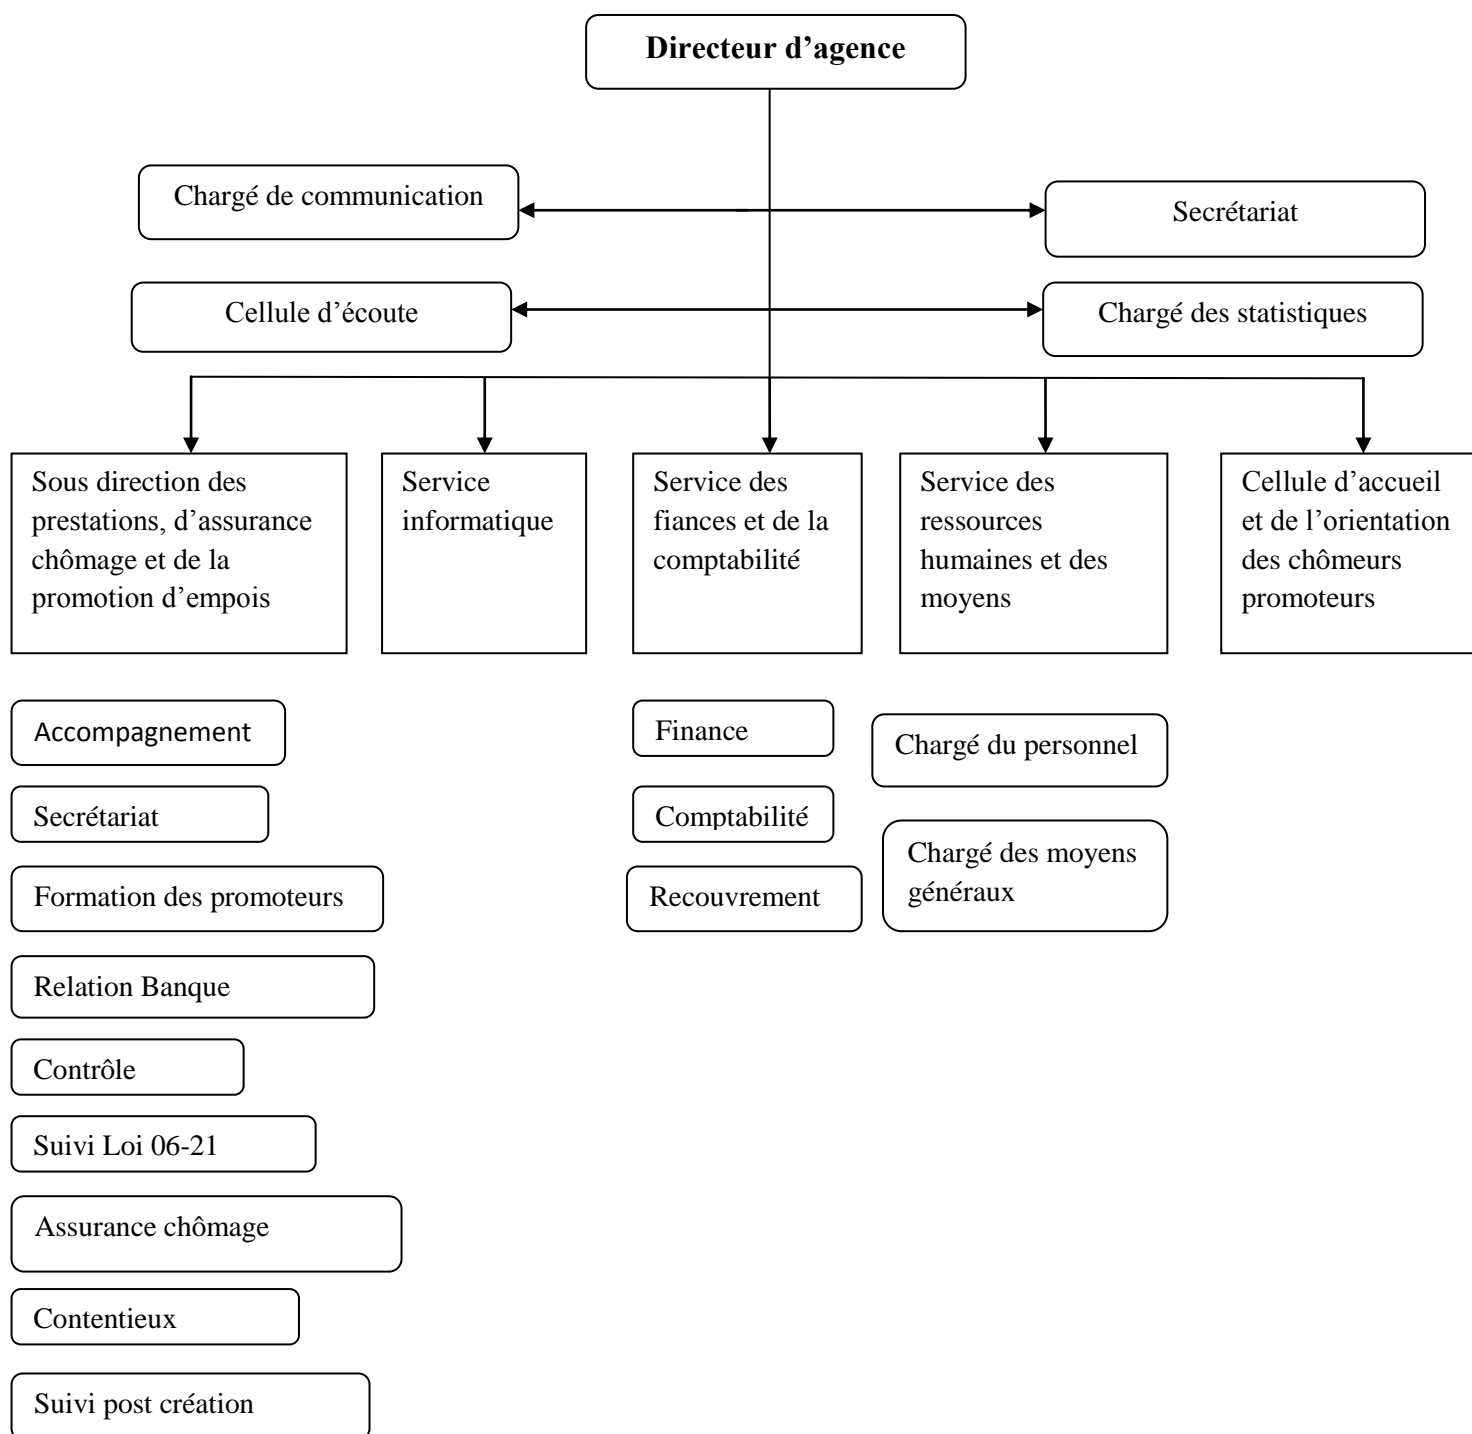 Directeur d’agence
Chargé de communication
Secrétariat
Cellule d’écoute
Chargé des statistiques
Sous direction des
prestations, d’assurance
chômage et de la
promotion d’empois
Service
informatique
Service des
fiances et de la
comptabilité
Service des
ressources
humaines et des
moyens
Cellule d’accueil
et de l’orientation
des chômeurs
promoteurs
Accompagnement
Secrétariat
Formation des promoteurs
Relation Banque
Contrôle
Suivi Loi 06-21
Assurance chômage
Contentieux
Suivi post création
Finance
Comptabilité
Recouvrement
Chargé du personnel
Chargé des moyens
généraux